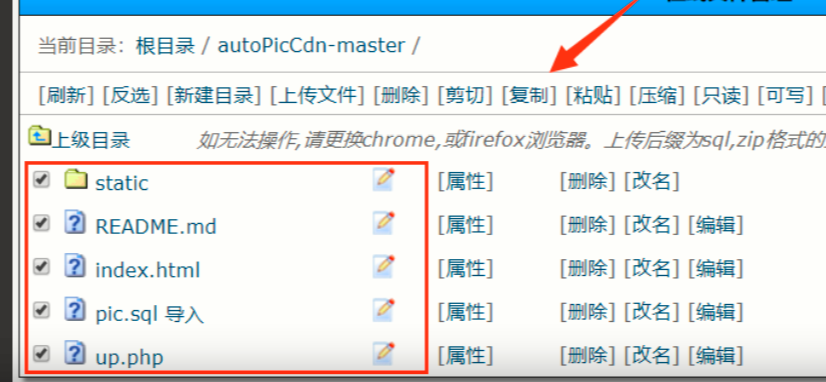 当前目录：根目录 / autoPicCdn-master /
[刷新] [反选] [新建目录] [上传文件] [删除] [剪切] [复制] [粘贴] [压缩] [只读] [可写] [
上级目录 如无法操作,请更换chrome,或firefox浏览器。上传后缀为sql,zip格式的
static [属性] [删除] [改名]
README.md [属性] [删除] [改名] [编辑]
index.html [属性] [删除] [改名] [编辑]
pic.sql 导入 [属性] [删除] [改名] [编辑]
up.php [属性] [删除] [改名] [编辑]